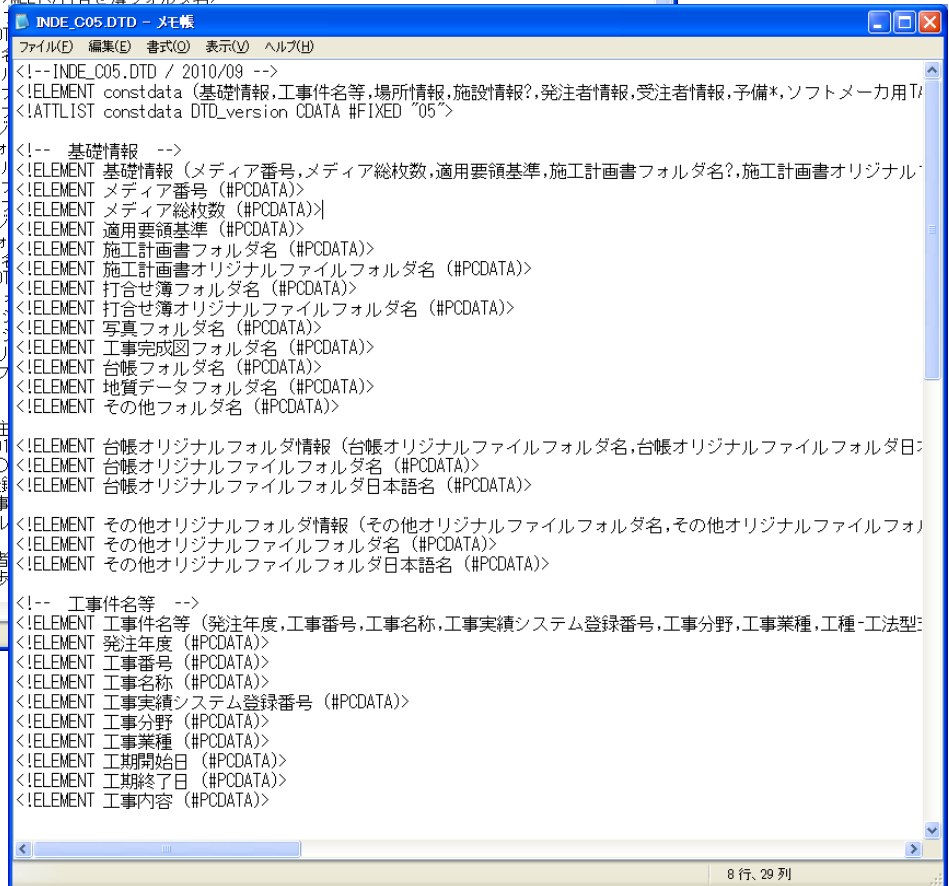 INDE_C05.DTD - メモ帳
ファイル(F) 編集(E) 書式(O) 表示(V) ヘルプ(H)
<!--INDE_C05.DTD / 2010/09 -->
<!ELEMENT constdata (基礎情報,工事件名等,場所情報,施設情報?,発注者情報,受注者情報,予備*,ソフトメーカ用TA
<!ATTLIST constdata DTD_version CDATA #FIXED "05">
<!-- 基礎情報 -->
<!ELEMENT 基礎情報 (メディア番号,メディア総枚数,適用要領基準,施工計画書フォルダ名?,施工計画書オリジナル
<!ELEMENT メディア番号 (#PCDATA)>
<!ELEMENT メディア総枚数 (#PCDATA)>
<!ELEMENT 適用要領基準 (#PCDATA)>
<!ELEMENT 施工計画書フォルダ名 (#PCDATA)>
<!ELEMENT 施工計画書オリジナルファイルフォルダ名 (#PCDATA)>
<!ELEMENT 打合せ簿フォルダ名 (#PCDATA)>
<!ELEMENT 打合せ簿オリジナルファイルフォルダ名 (#PCDATA)>
<!ELEMENT 写真フォルダ名 (#PCDATA)>
<!ELEMENT 工事完成図フォルダ名 (#PCDATA)>
<!ELEMENT 台帳フォルダ名 (#PCDATA)>
<!ELEMENT 地質データフォルダ名 (#PCDATA)>
<!ELEMENT その他フォルダ名 (#PCDATA)>
<!ELEMENT 台帳オリジナルフォルダ情報 (台帳オリジナルファイルフォルダ名,台帳オリジナルファイルフォルダ日
<!ELEMENT 台帳オリジナルファイルフォルダ名 (#PCDATA)>
<!ELEMENT 台帳オリジナルファイルフォルダ日本語名 (#PCDATA)>
<!ELEMENT その他オリジナルフォルダ情報 (その他オリジナルファイルフォルダ名,その他オリジナルファイルフォル
<!ELEMENT その他オリジナルファイルフォルダ名 (#PCDATA)>
<!ELEMENT その他オリジナルファイルフォルダ日本語名 (#PCDATA)>
<!-- 工事件名等 -->
<!ELEMENT 工事件名等 (発注年度,工事番号,工事名称,工事実績システム登録番号,工事分野,工事業種,工種-工法型
<!ELEMENT 発注年度 (#PCDATA)>
<!ELEMENT 工事番号 (#PCDATA)>
<!ELEMENT 工事名称 (#PCDATA)>
<!ELEMENT 工事実績システム登録番号 (#PCDATA)>
<!ELEMENT 工事分野 (#PCDATA)>
<!ELEMENT 工事業種 (#PCDATA)>
<!ELEMENT 工期開始日 (#PCDATA)>
<!ELEMENT 工期終了日 (#PCDATA)>
<!ELEMENT 工事内容 (#PCDATA)>
8 行、29 列